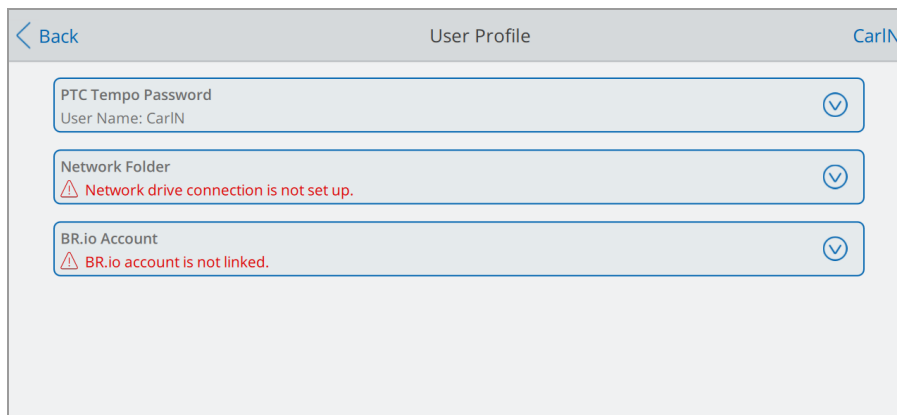 Back
User Profile
CarlN
PTC Tempo Password
User Name: CarlN
Network Folder
Network drive connection is not set up.
BR.io Account
BR.io account is not linked.